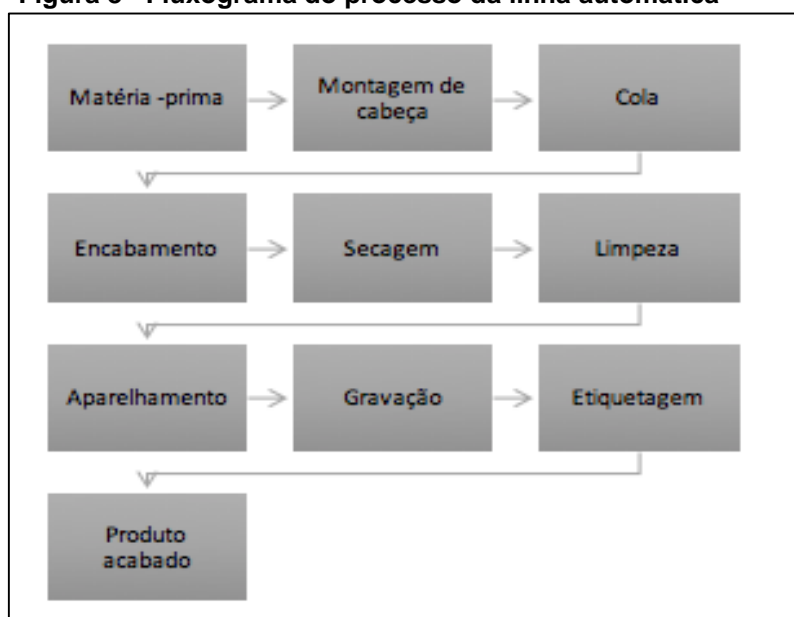 Figura - Fluxograma do processo da linha automática
Matéria -prima
Montagem de
cabeça
Cola
Encabamento
Secagem
Limpeza
Aparelhamento
Gravação
Etiquetagem
Produto
acabado